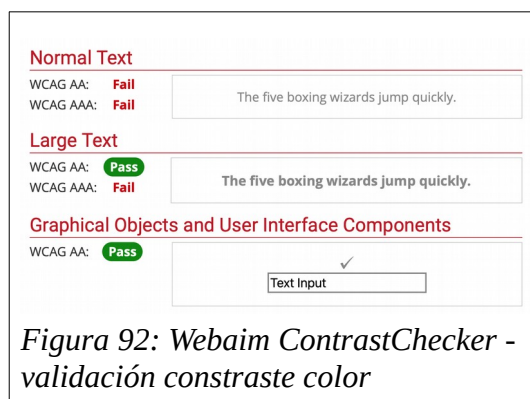 Normal Text
WCAG AA: Fail
WCAG AAA: Fail
The five boxing wizards jump quickly.
Large Text
WCAG AA: Pass
WCAG AAA: Fail
The five boxing wizards jump quickly.
Graphical Objects and User Interface Components
WCAG AA: Pass
✓
Text Input
Figura 92: Webaim ContrastChecker -
validación constraste color